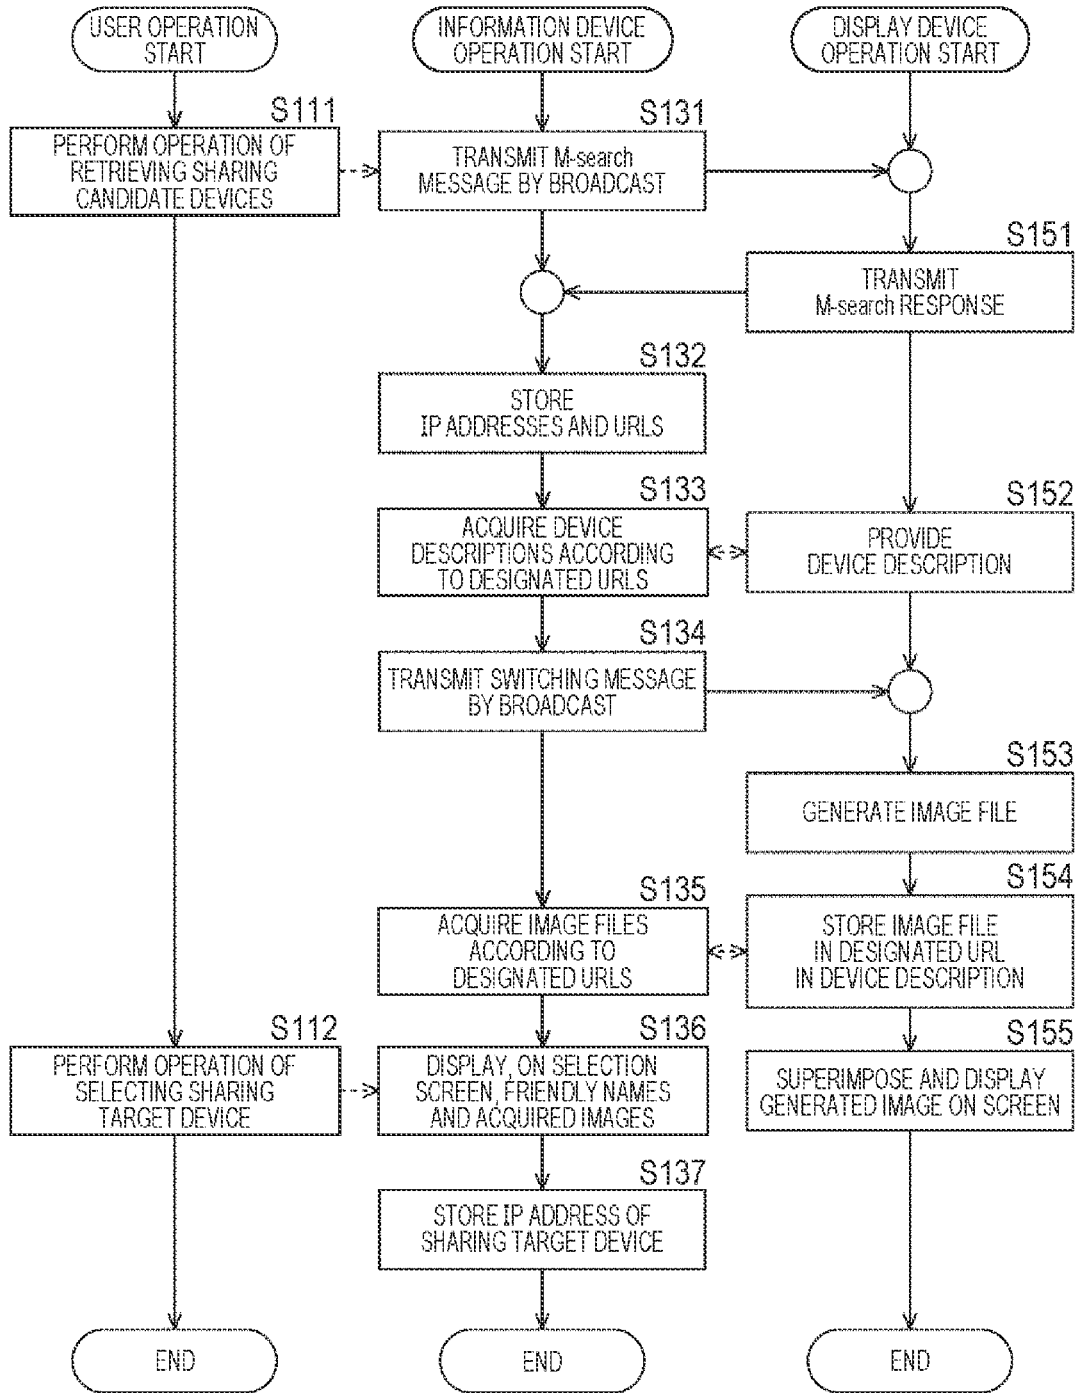 USER OPERATION
START
INFORMATION DEVICE
OPERATION START
DISPLAY DEVICE
OPERATION START
S111
PERFORM OPERATION OF
RETRIEVING SHARING
CANDIDATE DEVICES
S131
TRANSMIT M-search
MESSAGE BY BROADCAST
S151
TRANSMIT
M-search RESPONSE
S132
STORE
IP ADDRESSES AND URLS
S133
ACQUIRE DEVICE
DESCRIPTIONS ACCORDING
TO DESIGNATED URLS
S152
PROVIDE
DEVICE DESCRIPTION
S134
TRANSMIT SWITCHING MESSAGE
BY BROADCAST
S153
GENERATE IMAGE FILE
S135
ACQUIRE IMAGE FILES
ACCORDING TO
DESIGNATED URLS
S154
STORE IMAGE FILE
IN DESIGNATED URL
IN DEVICE DESCRIPTION
S112
PERFORM OPERATION OF
SELECTING SHARING
TARGET DEVICE
S136
DISPLAY, ON SELECTION
SCREEN, FRIENDLY NAMES
AND ACQUIRED IMAGES
S155
SUPERIMPOSE AND DISPLAY
GENERATED IMAGE ON SCREEN
S137
STORE IP ADDRESS OF
SHARING TARGET DEVICE
END
END
END